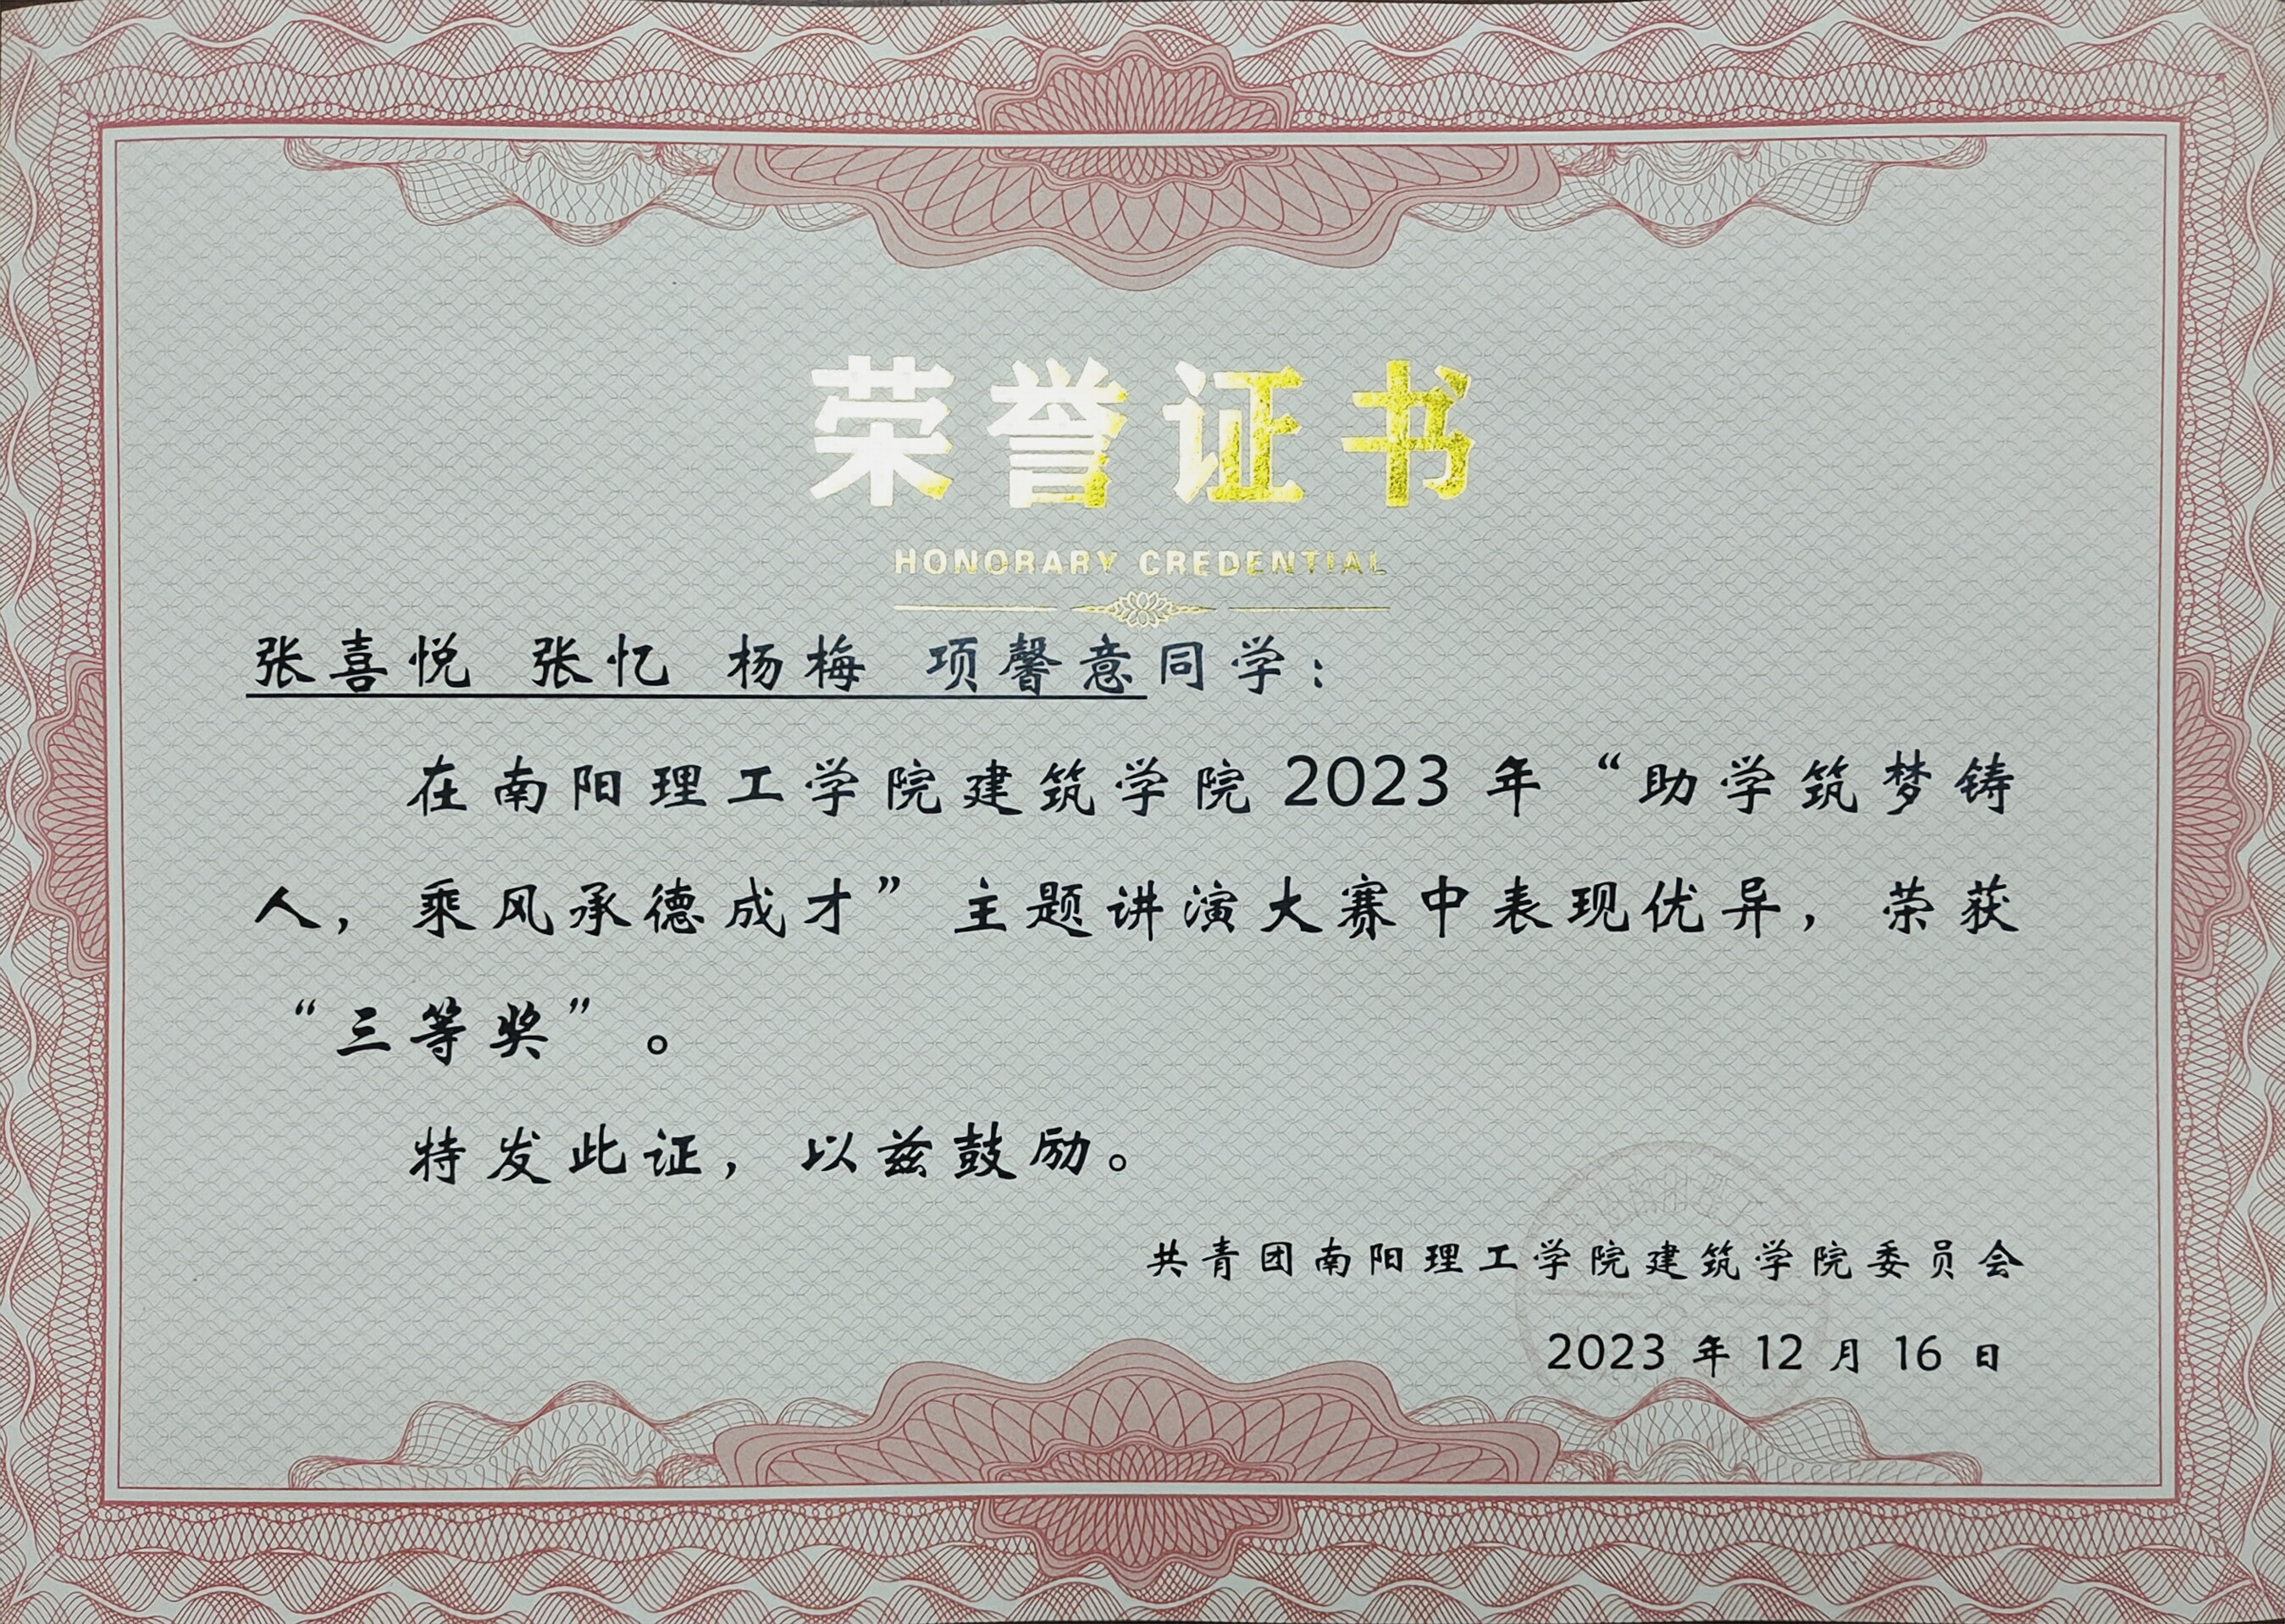 荣誉证书
HONORARY CREDENTIAL
张喜悦 张忆 杨梅 项馨意同学：
在南阳理工学院建筑学院2023年“助学筑梦铸
人，乘风承德成才”主题讲演大赛中表现优异，荣获
“三等奖”。
特发此证，以兹鼓励。
共青团南阳理工学院建筑学院委员会
2023年12月16日